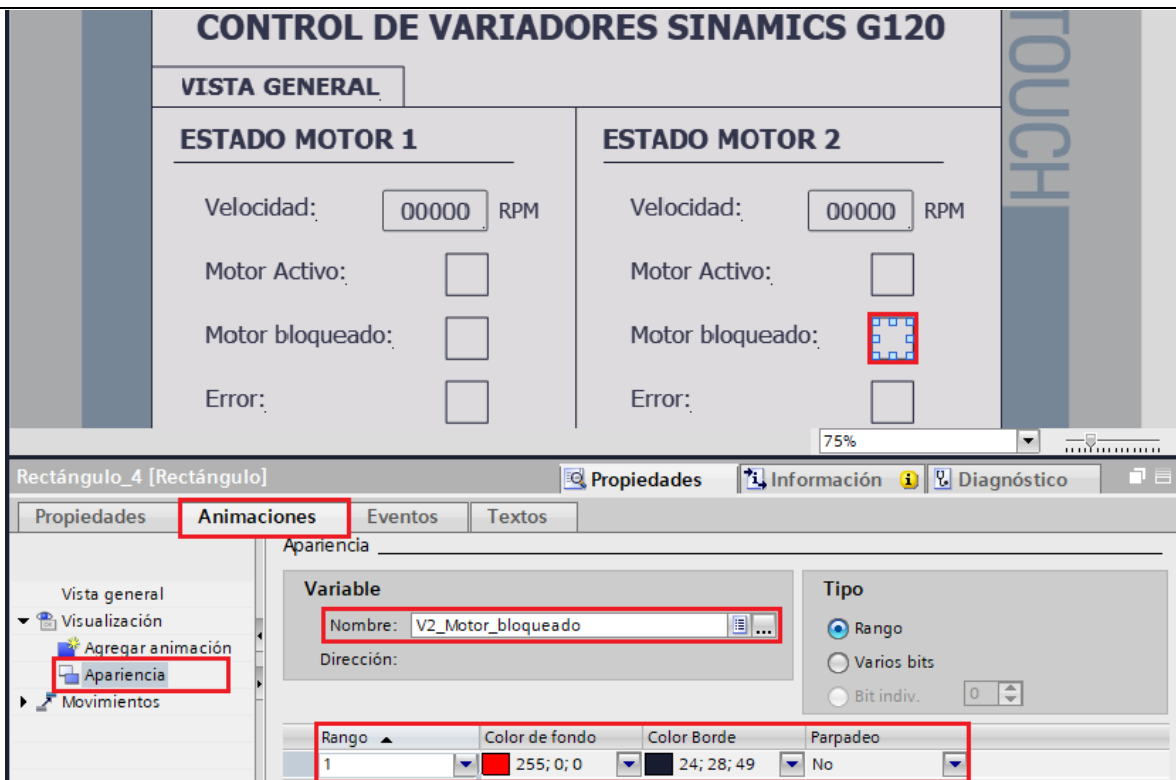 CONTROL DE VARIADORES SINAMICS G120
TOUCH
VISTA GENERAL
ESTADO MOTOR 1
ESTADO MOTOR 2
Velocidad: 00000 RPM
Velocidad: 00000 RPM
Motor Activo:
Motor Activo:
Motor bloqueado:
Motor bloqueado:
Error:
Error:
75%
Rectángulo_4 [Rectángulo]
Propiedades Información Diagnóstico
Propiedades Animaciones Eventos Textos
Apariencia
Vista general
Visualización
Agregar animación
Apariencia
Movimientos
Variable
Nombre: V2_Motor_bloqueado ...
Dirección:
Tipo
Rango
Varios bits
Bit indiv. 0
Rango Color de fondo Color Borde Parpadeo
1 255; 0; 0 24; 28; 49 No